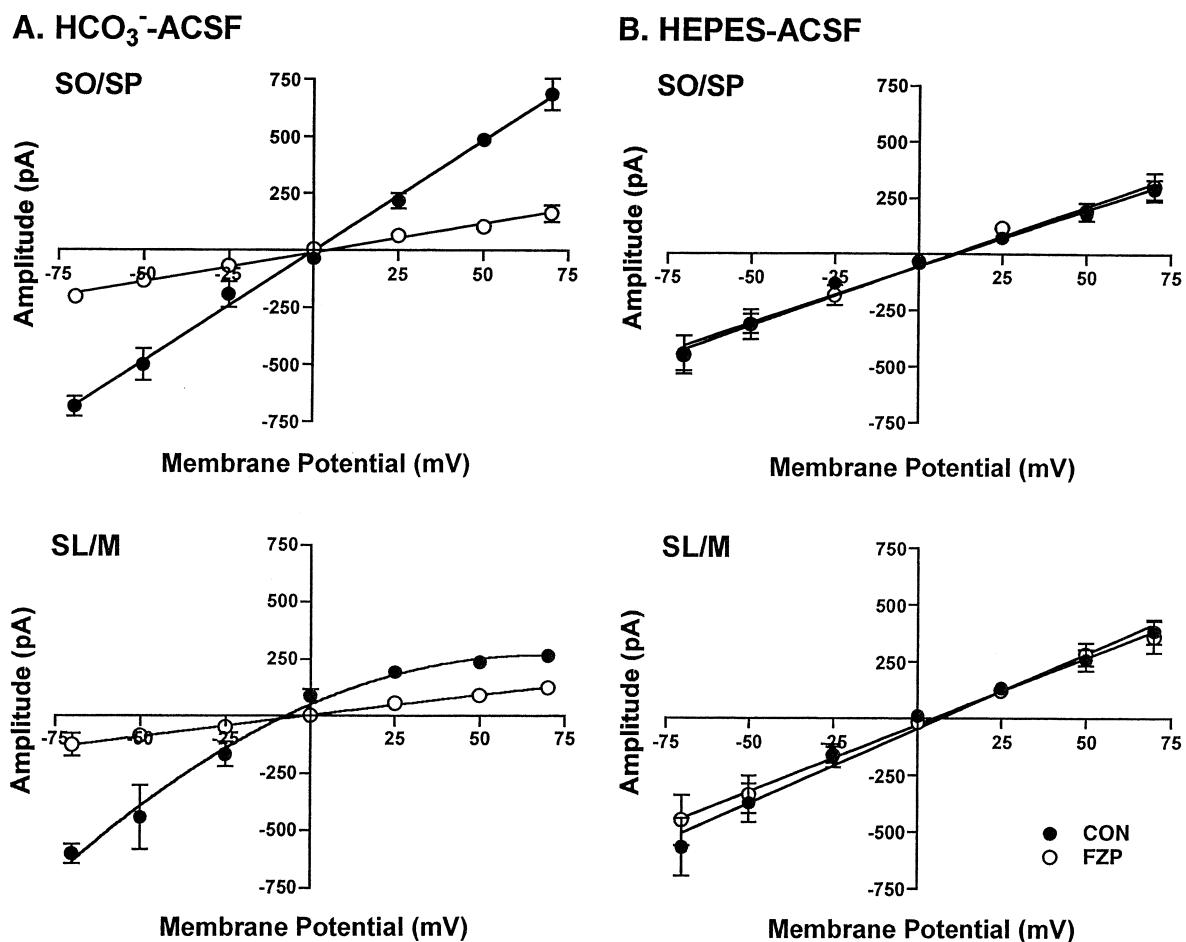 A. HCO3--ACSF
SO/SP
Amplitude (pA)
750
500
250
-75 -50 -25 25 50 75
-250
-500
-750
Membrane Potential (mV)
SL/M
Amplitude (pA)
750
500
250
-75 -50 -25 25 50 75
-250
-500
-750
Membrane Potential (mV)
B. HEPES-ACSF
SO/SP
Amplitude (pA)
750
500
250
-75 -50 -25 25 50 75
-250
-500
-750
Membrane Potential (mV)
SL/M
Amplitude (pA)
750
500
250
-75 -50 -25 25 50 75
-250
-500
-750
CON
FZP
Membrane Potential (mV)